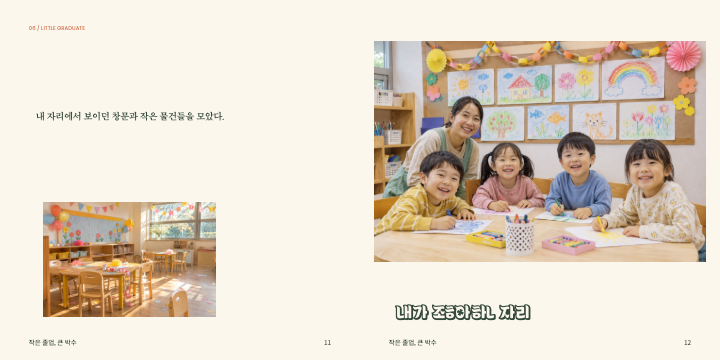 06 / LITTLE GRADUATE
내 자리에서 보이던 창문과 작은 물건들을 모았다.
내가 좋아하는 자리
작은 졸업, 큰 박수
11
작은 졸업, 큰 박수
12